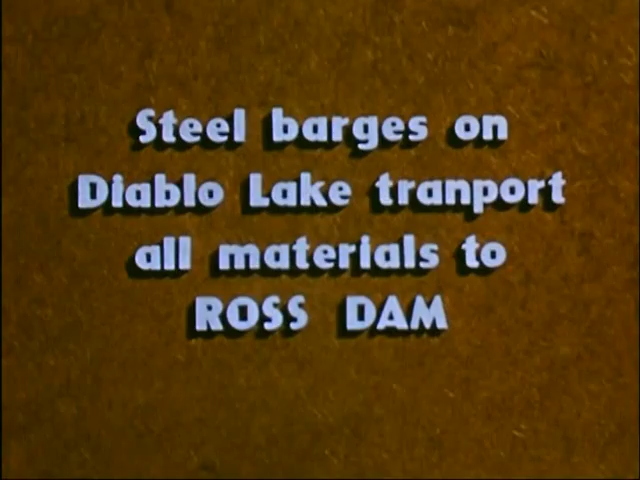 Steel barges on
Diablo Lake tranport
all materials to
ROSS DAM